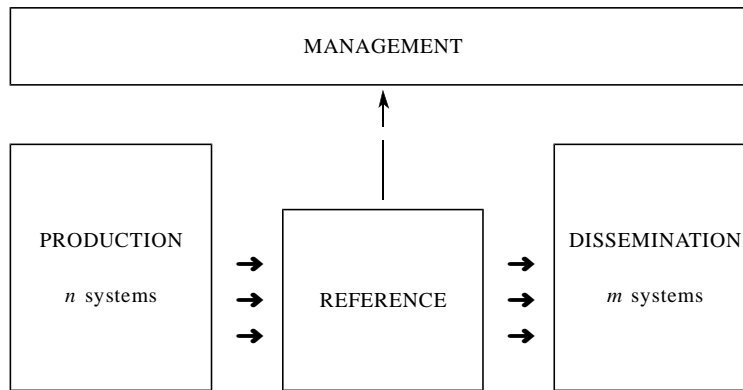 MANAGEMENT
PRODUCTION
n systems
REFERENCE
DISSEMINATION
m systems